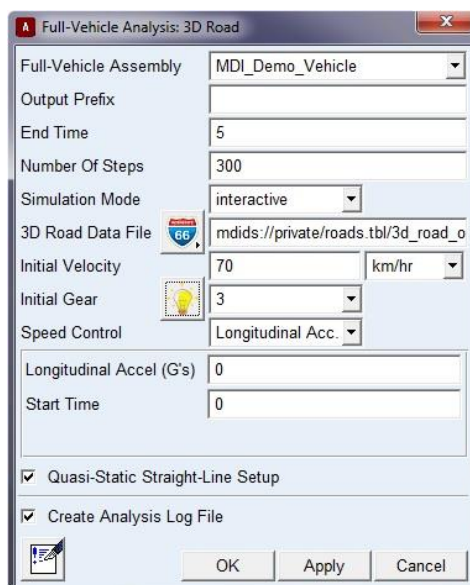 Full-Vehicle Analysis: 3D Road
Full-Vehicle Assembly MDI_Demo_Vehicle
Output Prefix
End Time 5
Number Of Steps 300
Simulation Mode interactive
3D Road Data File 66 mdids://private/roads.tbl/3d_road_o
Initial Velocity 70 km/hr
Initial Gear 3
Speed Control Longitudinal Acc.
Longitudinal Accel (G's) 0
Start Time 0
Quasi-Static Straight-Line Setup
Create Analysis Log File
OK Apply Cancel